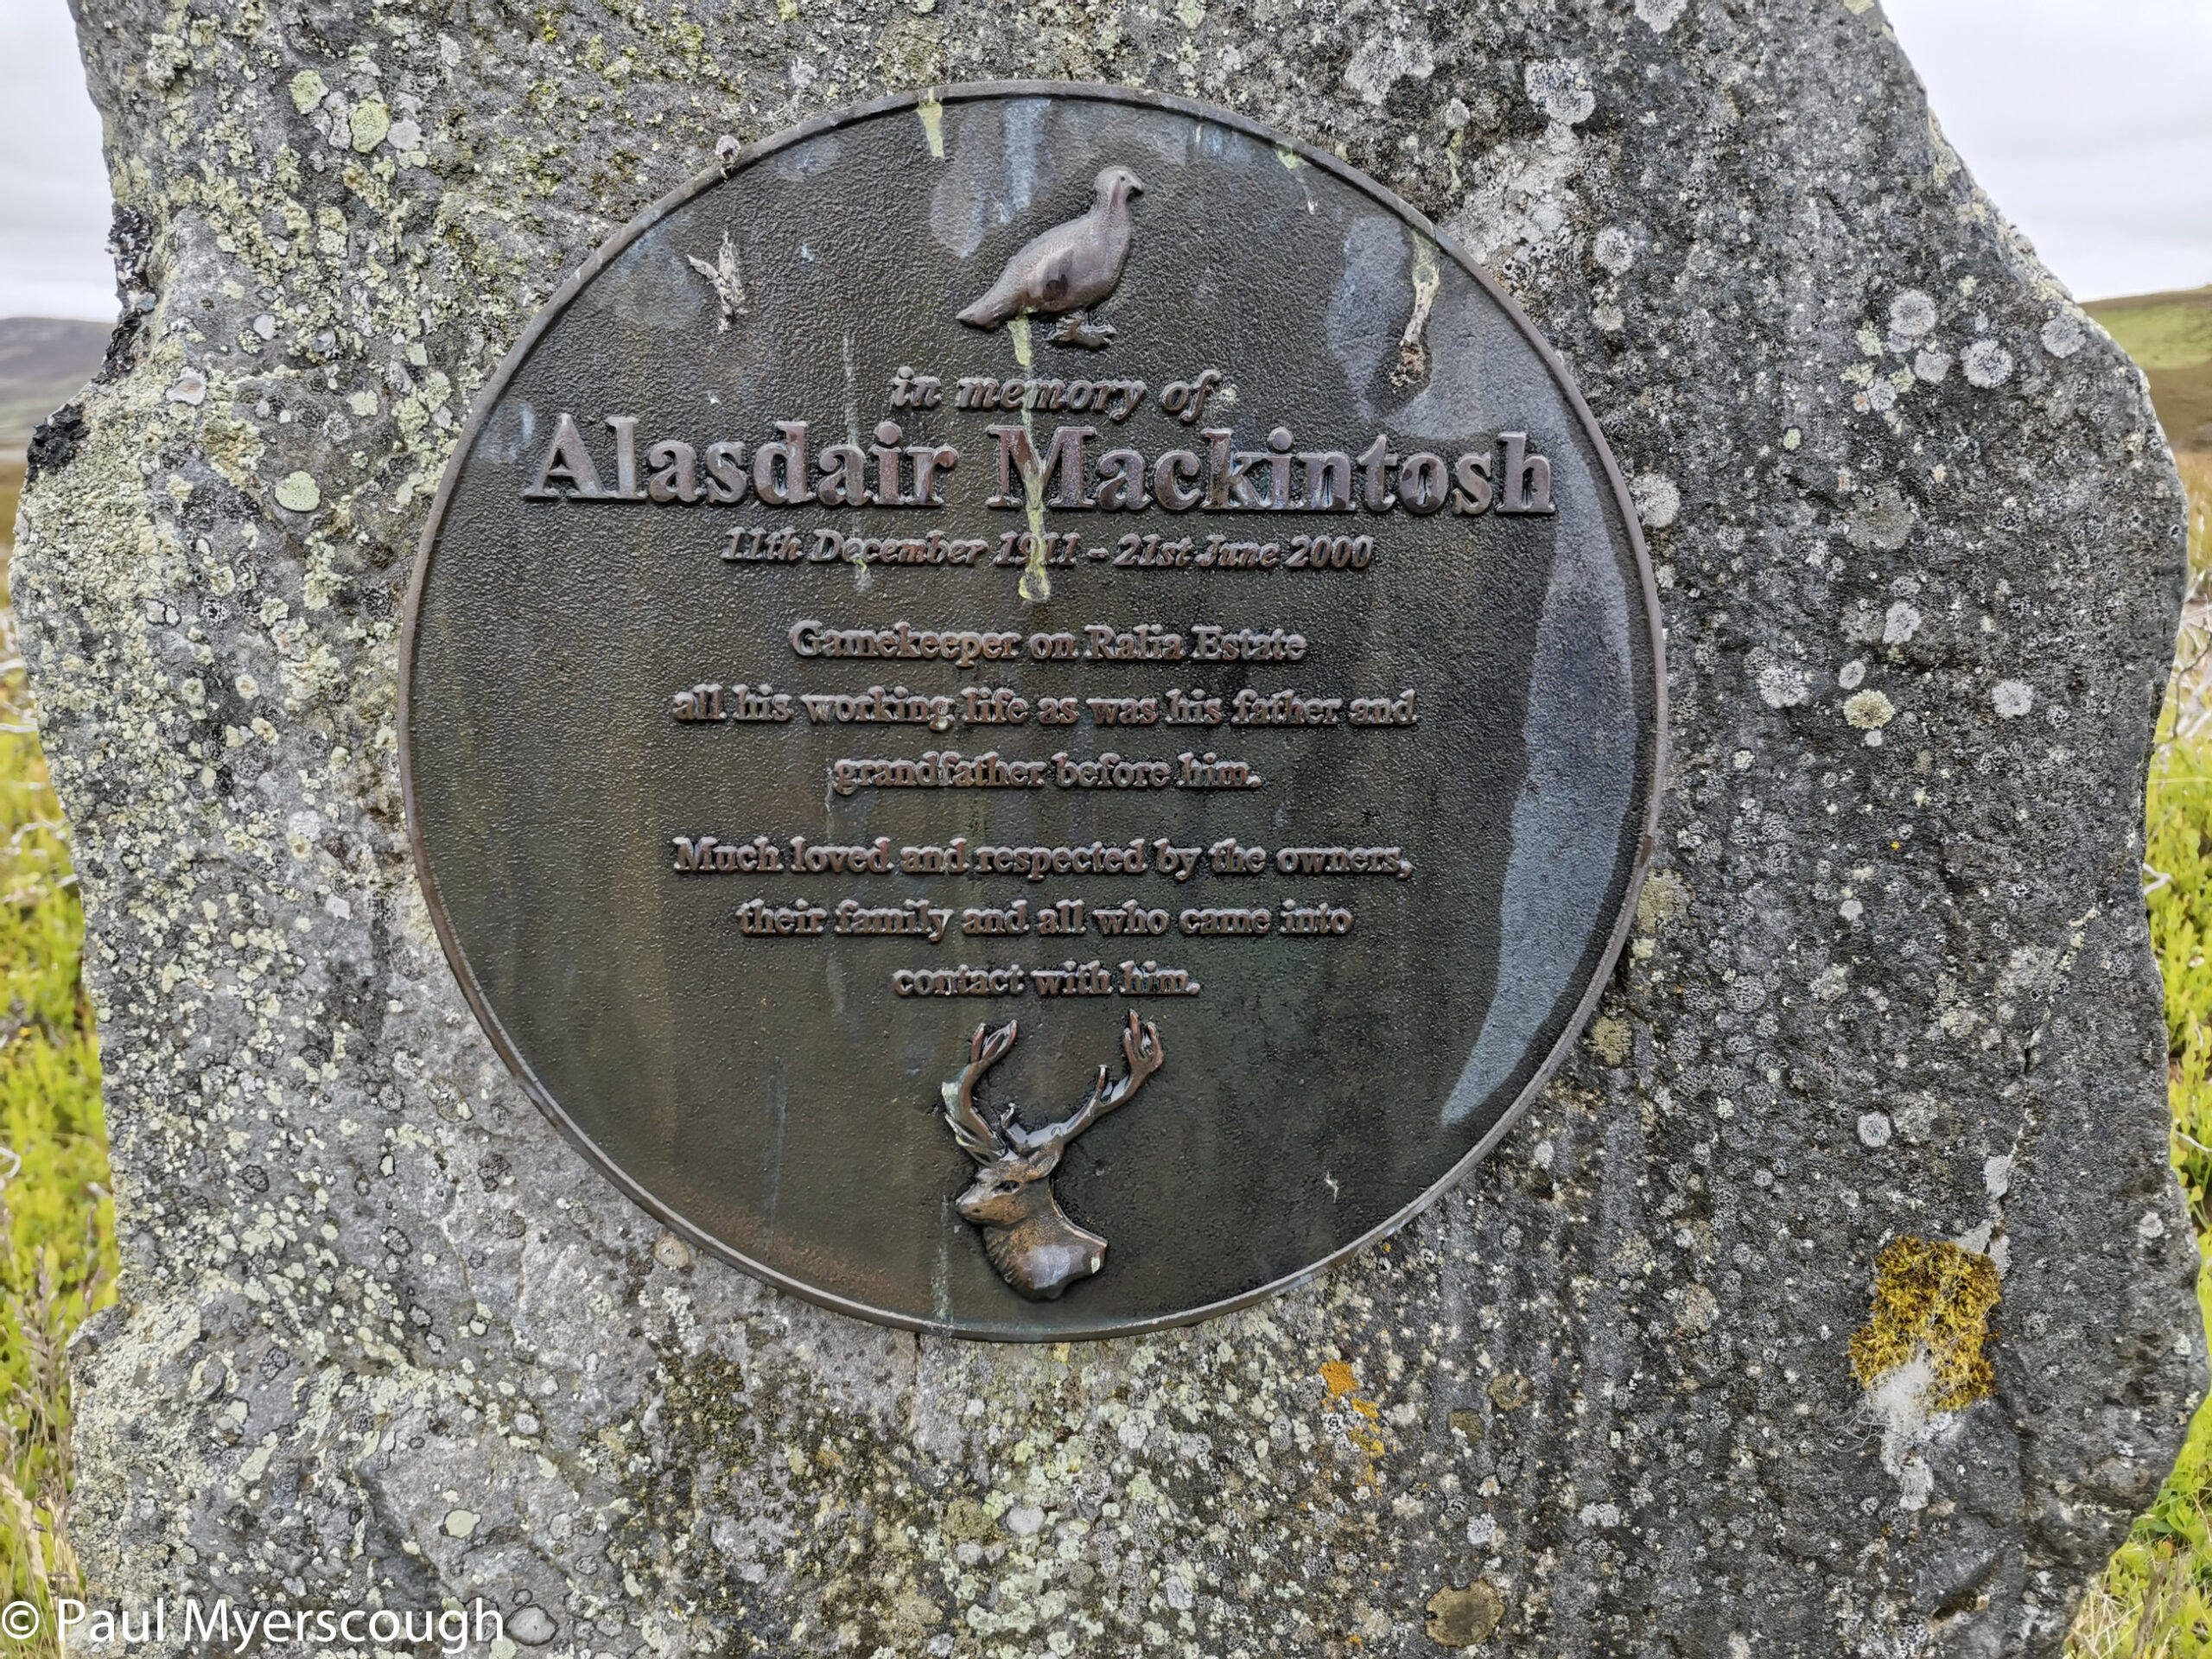 in memory of
Alasdair Mackintosh
11th December 1911 - 21st June 2000
Gamekeeper on Ralia Estate
all his working life as was his father and
grandfather before him.
Much loved and respected by the owners,
their family and all who came into
contact with him.
© Paul Myerscough